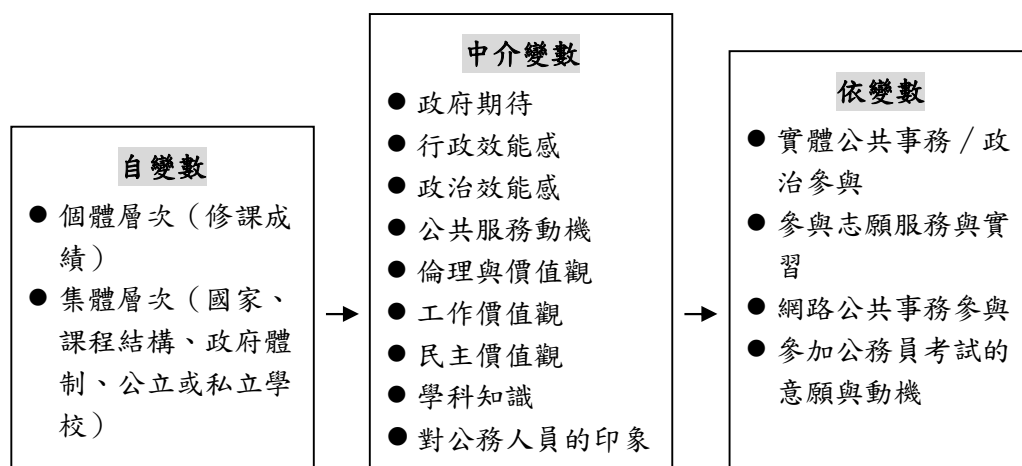 自變數
● 個體層次（修課成
績）
● 集體層次（國家、
課程結構、政府體
制、公立或私立學
校）
中介變數
● 政府期待
● 行政效能感
● 政治效能感
● 公共服務動機
● 倫理與價值觀
● 工作價值觀
● 民主價值觀
● 學科知識
● 對公務人員的印象
依變數
● 實體公共事務／政
治參與
● 參與志願服務與實
習
● 網路公共事務參與
● 參加公務員考試的
意願與動機